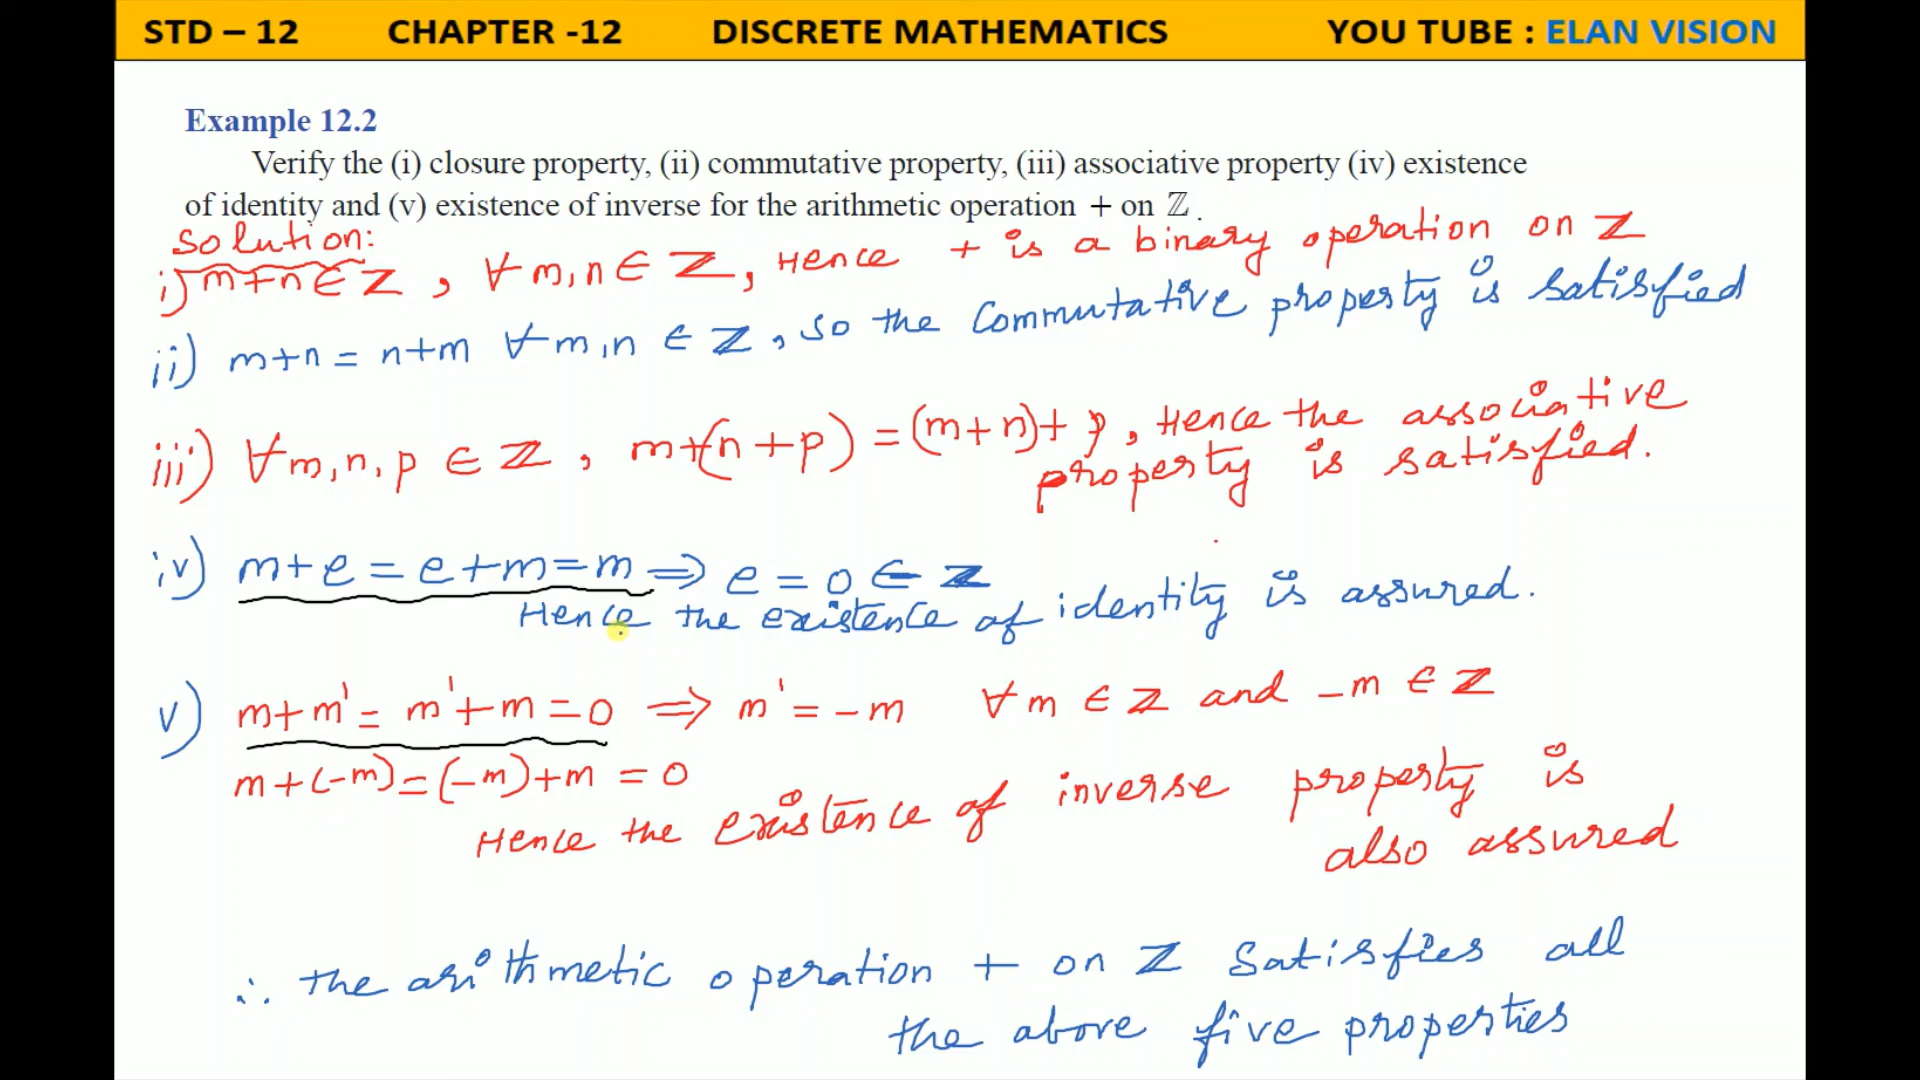 STD – 12 CHAPTER -12 DISCRETE MATHEMATICS YOU TUBE : ELAN VISION
Example 12.2
Verify the (i) closure property, (ii) commutative property, (iii) associative property (iv) existence
of identity and (v) existence of inverse for the arithmetic operation + on ℤ.
Solution:
i) m+n ∈ Z, ∀ m,n ∈ Z, Hence + is a binary operation on Z
ii) m+n = n+m ∀ m,n ∈ Z, so the commutative property is satisfied
iii) ∀ m,n,p ∈ Z, m+(n+p) = (m+n)+p, Hence the associative
property is satisfied.
iv) m+e = e+m = m ⇒ e = 0 ∈ Z
Hence the existence of identity is assured.
v) m+m' = m'+m = 0 ⇒ m' = -m ∀ m ∈ Z and -m ∈ Z
m+(-m) = (-m)+m = 0
Hence the existence of inverse property is
also assured
∴ the arithmetic operation + on Z satisfies all
the above five properties